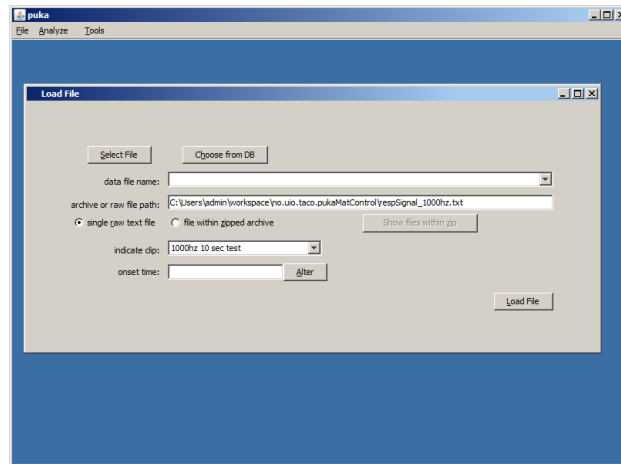 puka
File Analyze Tools
Load File
Select File Choose from DB
data file name:
archive or raw file path: C:\Users\admin\workspace\no.uio.taco.pukaMatControl\respSignal_1000hz.txt
single raw text file file within zipped archive Show files within zip
indicate clip: 1000hz 10 sec test
onset time: Alter
Load File